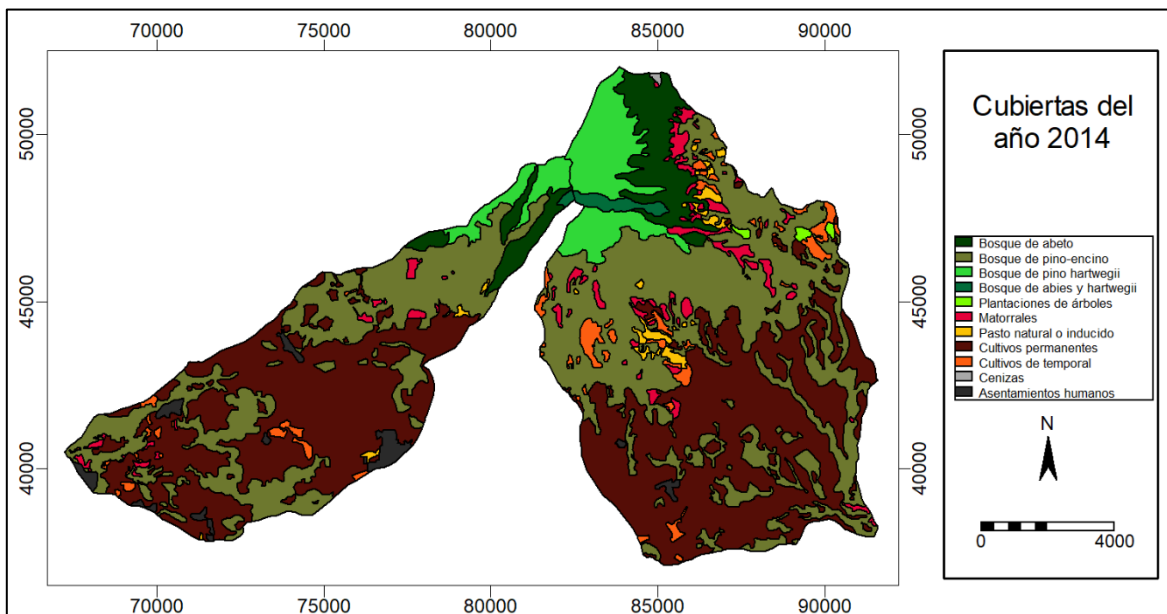 70000 75000 80000 85000 90000
50000
45000
40000
50000
45000
40000
70000 75000 80000 85000 90000
Cubiertas del
año 2014
Bosque de abeto
Bosque de pino-encino
Bosque de pino hartwegii
Bosque de abies y hartwegii
Plantaciones de árboles
Matorrales
Pasto natural o inducido
Cultivos permanentes
Cultivos de temporal
Cenizas
Asentamientos humanos
N
0 4000